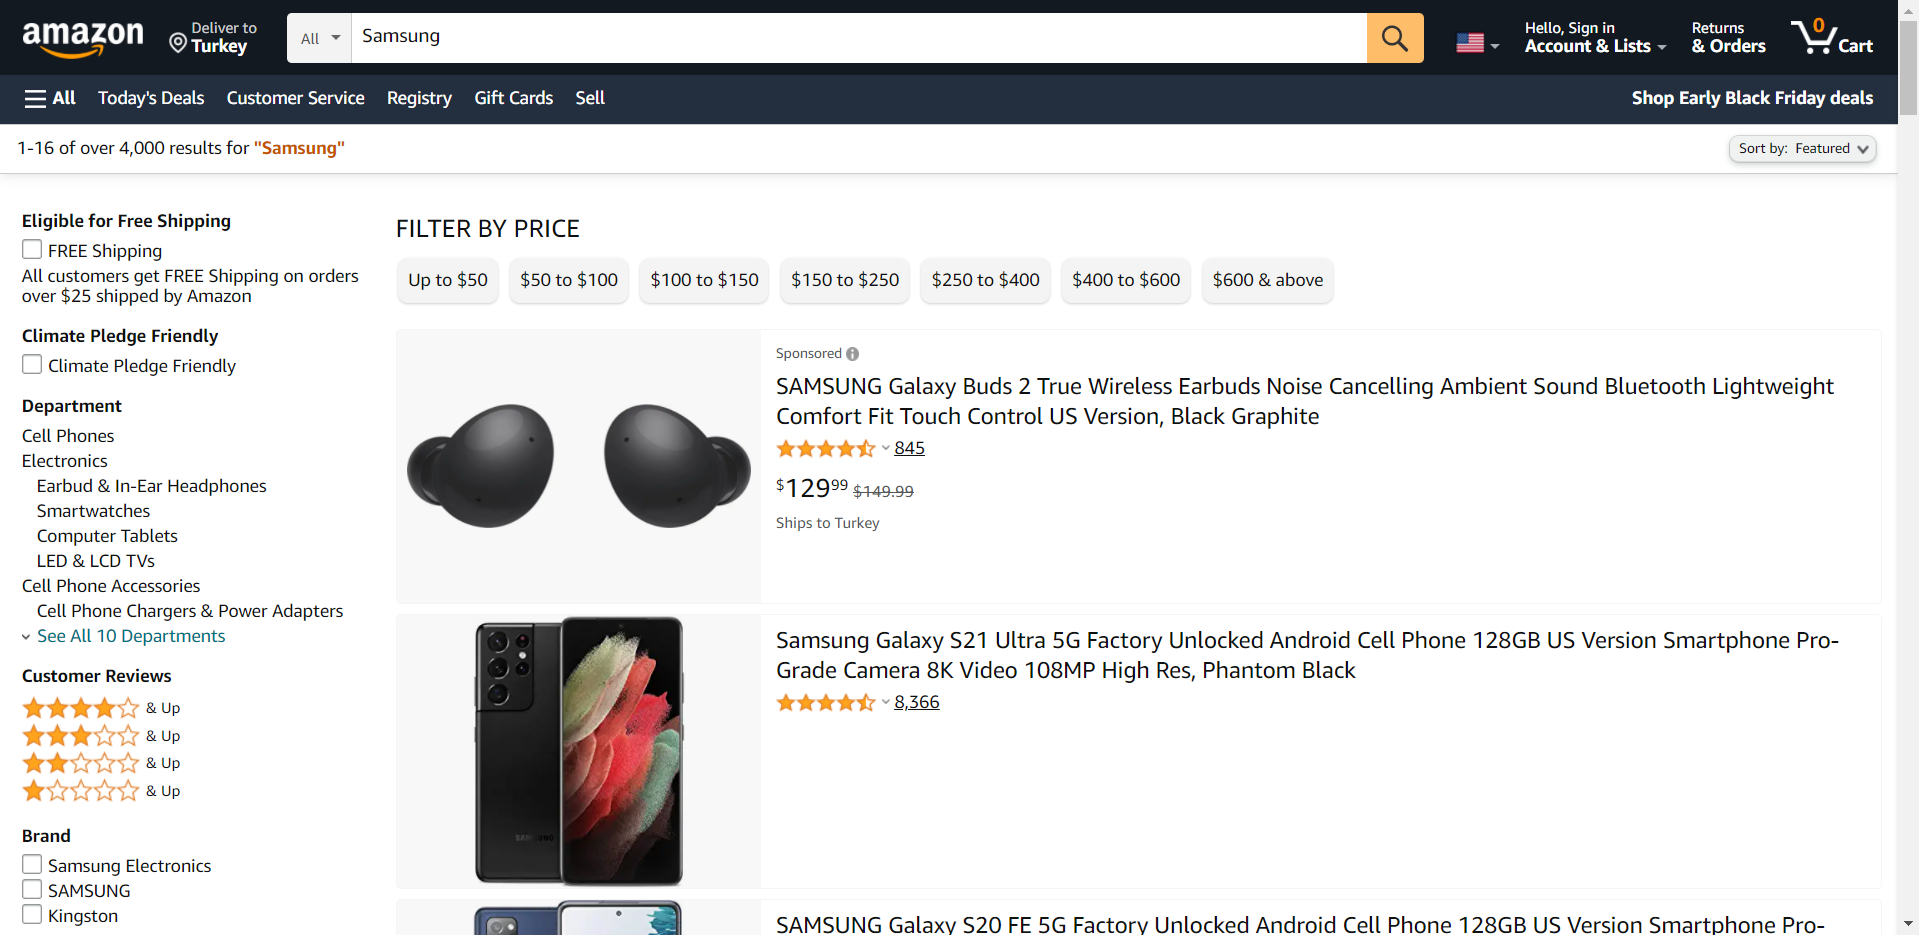 amazon
Deliver to
Turkey
All
Samsung
Hello, Sign in
Account & Lists
Returns
& Orders
0
Cart
All
Today's Deals
Customer Service
Registry
Gift Cards
Sell
Shop Early Black Friday deals
1-16 of over 4,000 results for "Samsung"
Sort by: Featured
Eligible for Free Shipping
FREE Shipping
All customers get FREE Shipping on orders
over $25 shipped by Amazon
Climate Pledge Friendly
Climate Pledge Friendly
Department
Cell Phones
Electronics
Earbud & In-Ear Headphones
Smartwatches
Computer Tablets
LED & LCD TVs
Cell Phone Accessories
Cell Phone Chargers & Power Adapters
See All 10 Departments
Customer Reviews
& Up
& Up
& Up
& Up
Brand
Samsung Electronics
SAMSUNG
Kingston
FILTER BY PRICE
Up to $50
$50 to $100
$100 to $150
$150 to $250
$250 to $400
$400 to $600
$600 & above
Sponsored
SAMSUNG Galaxy Buds 2 True Wireless Earbuds Noise Cancelling Ambient Sound Bluetooth Lightweight
Comfort Fit Touch Control US Version, Black Graphite
845
$12999 $149.99
Ships to Turkey
SAMSUNG
Samsung Galaxy S21 Ultra 5G Factory Unlocked Android Cell Phone 128GB US Version Smartphone Pro-
Grade Camera 8K Video 108MP High Res, Phantom Black
8,366
SAMSUNG Galaxy S20 FE 5G Factory Unlocked Android Cell Phone 128GB US Version Smartphone Pro-